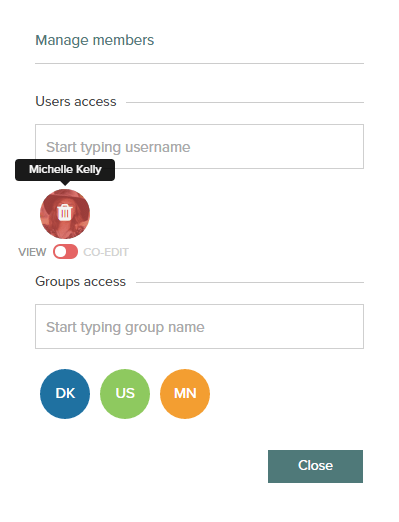 Manage members
Users access
Start typing username
Michelle Kelly
VIEW CO-EDIT
Groups access
Start typing group name
DK US MN
Close